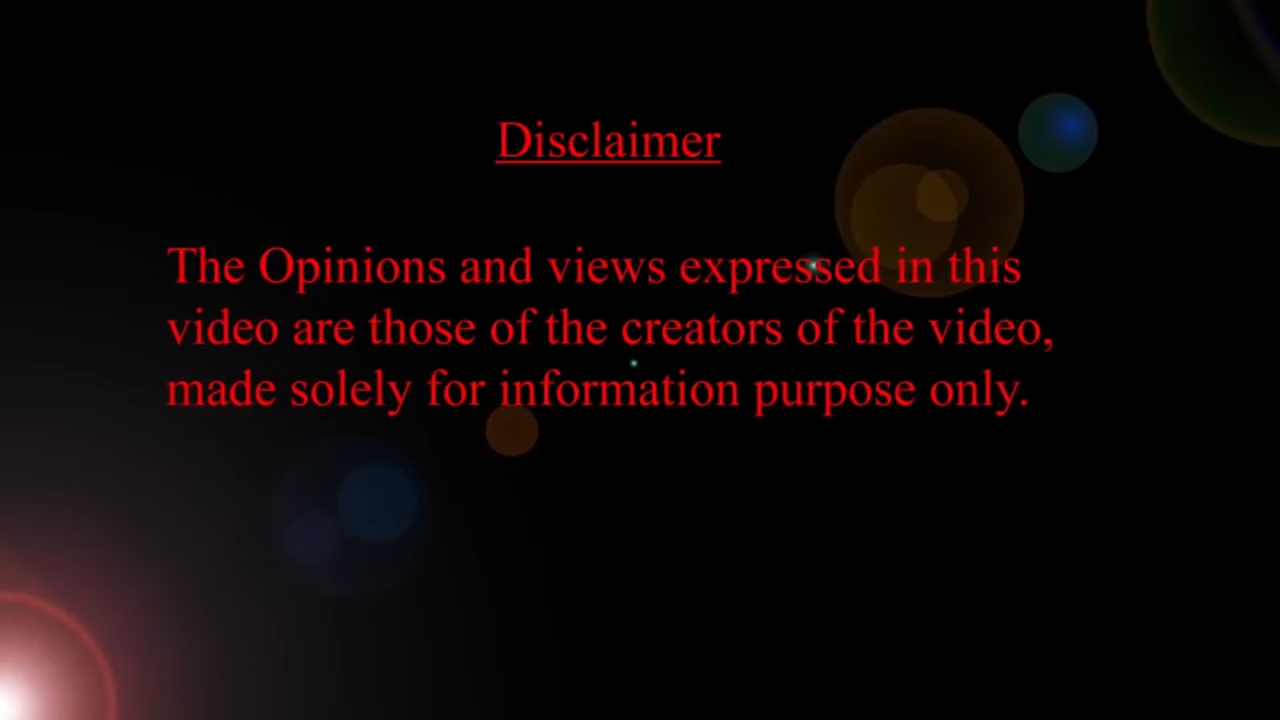 Disclaimer
The Opinions and views expressed in this
video are those of the creators of the video,
made solely for information purpose only.